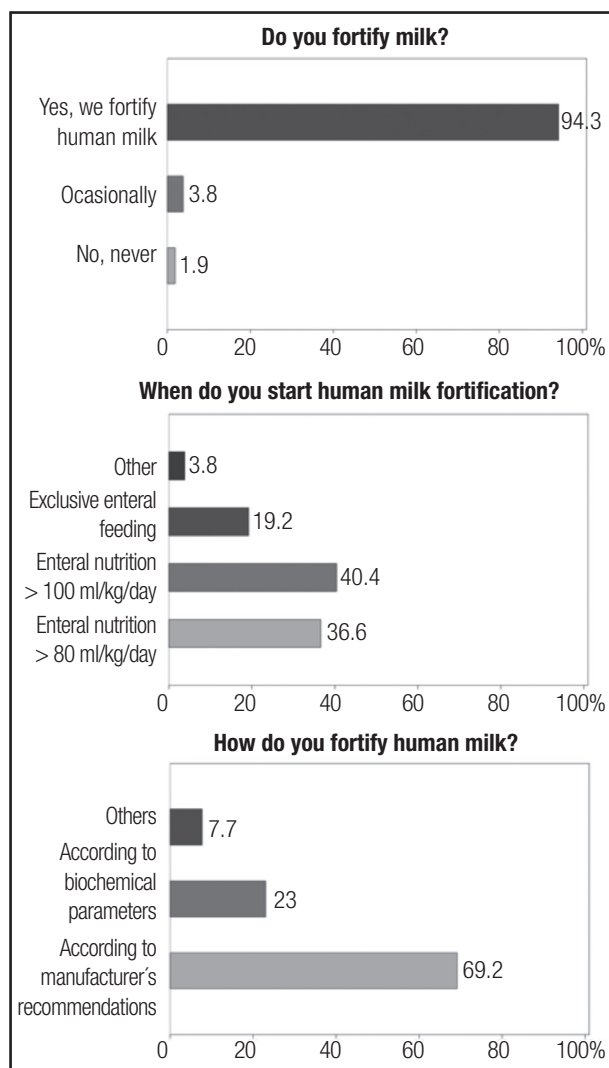 Do you fortify milk?
Yes, we fortify
human milk
94.3
Ocasionally
3.8
No, never
1.9
0 20 40 60 80 100%
When do you start human milk fortification?
Other
3.8
Exclusive enteral
feeding
19.2
Enteral nutrition
> 100 ml/kg/day
40.4
Enteral nutrition
> 80 ml/kg/day
36.6
0 20 40 60 80 100%
How do you fortify human milk?
Others
7.7
According to
biochemical
parameters
23
According to
manufacturer´s
recommendations
69.2
0 20 40 60 80 100%